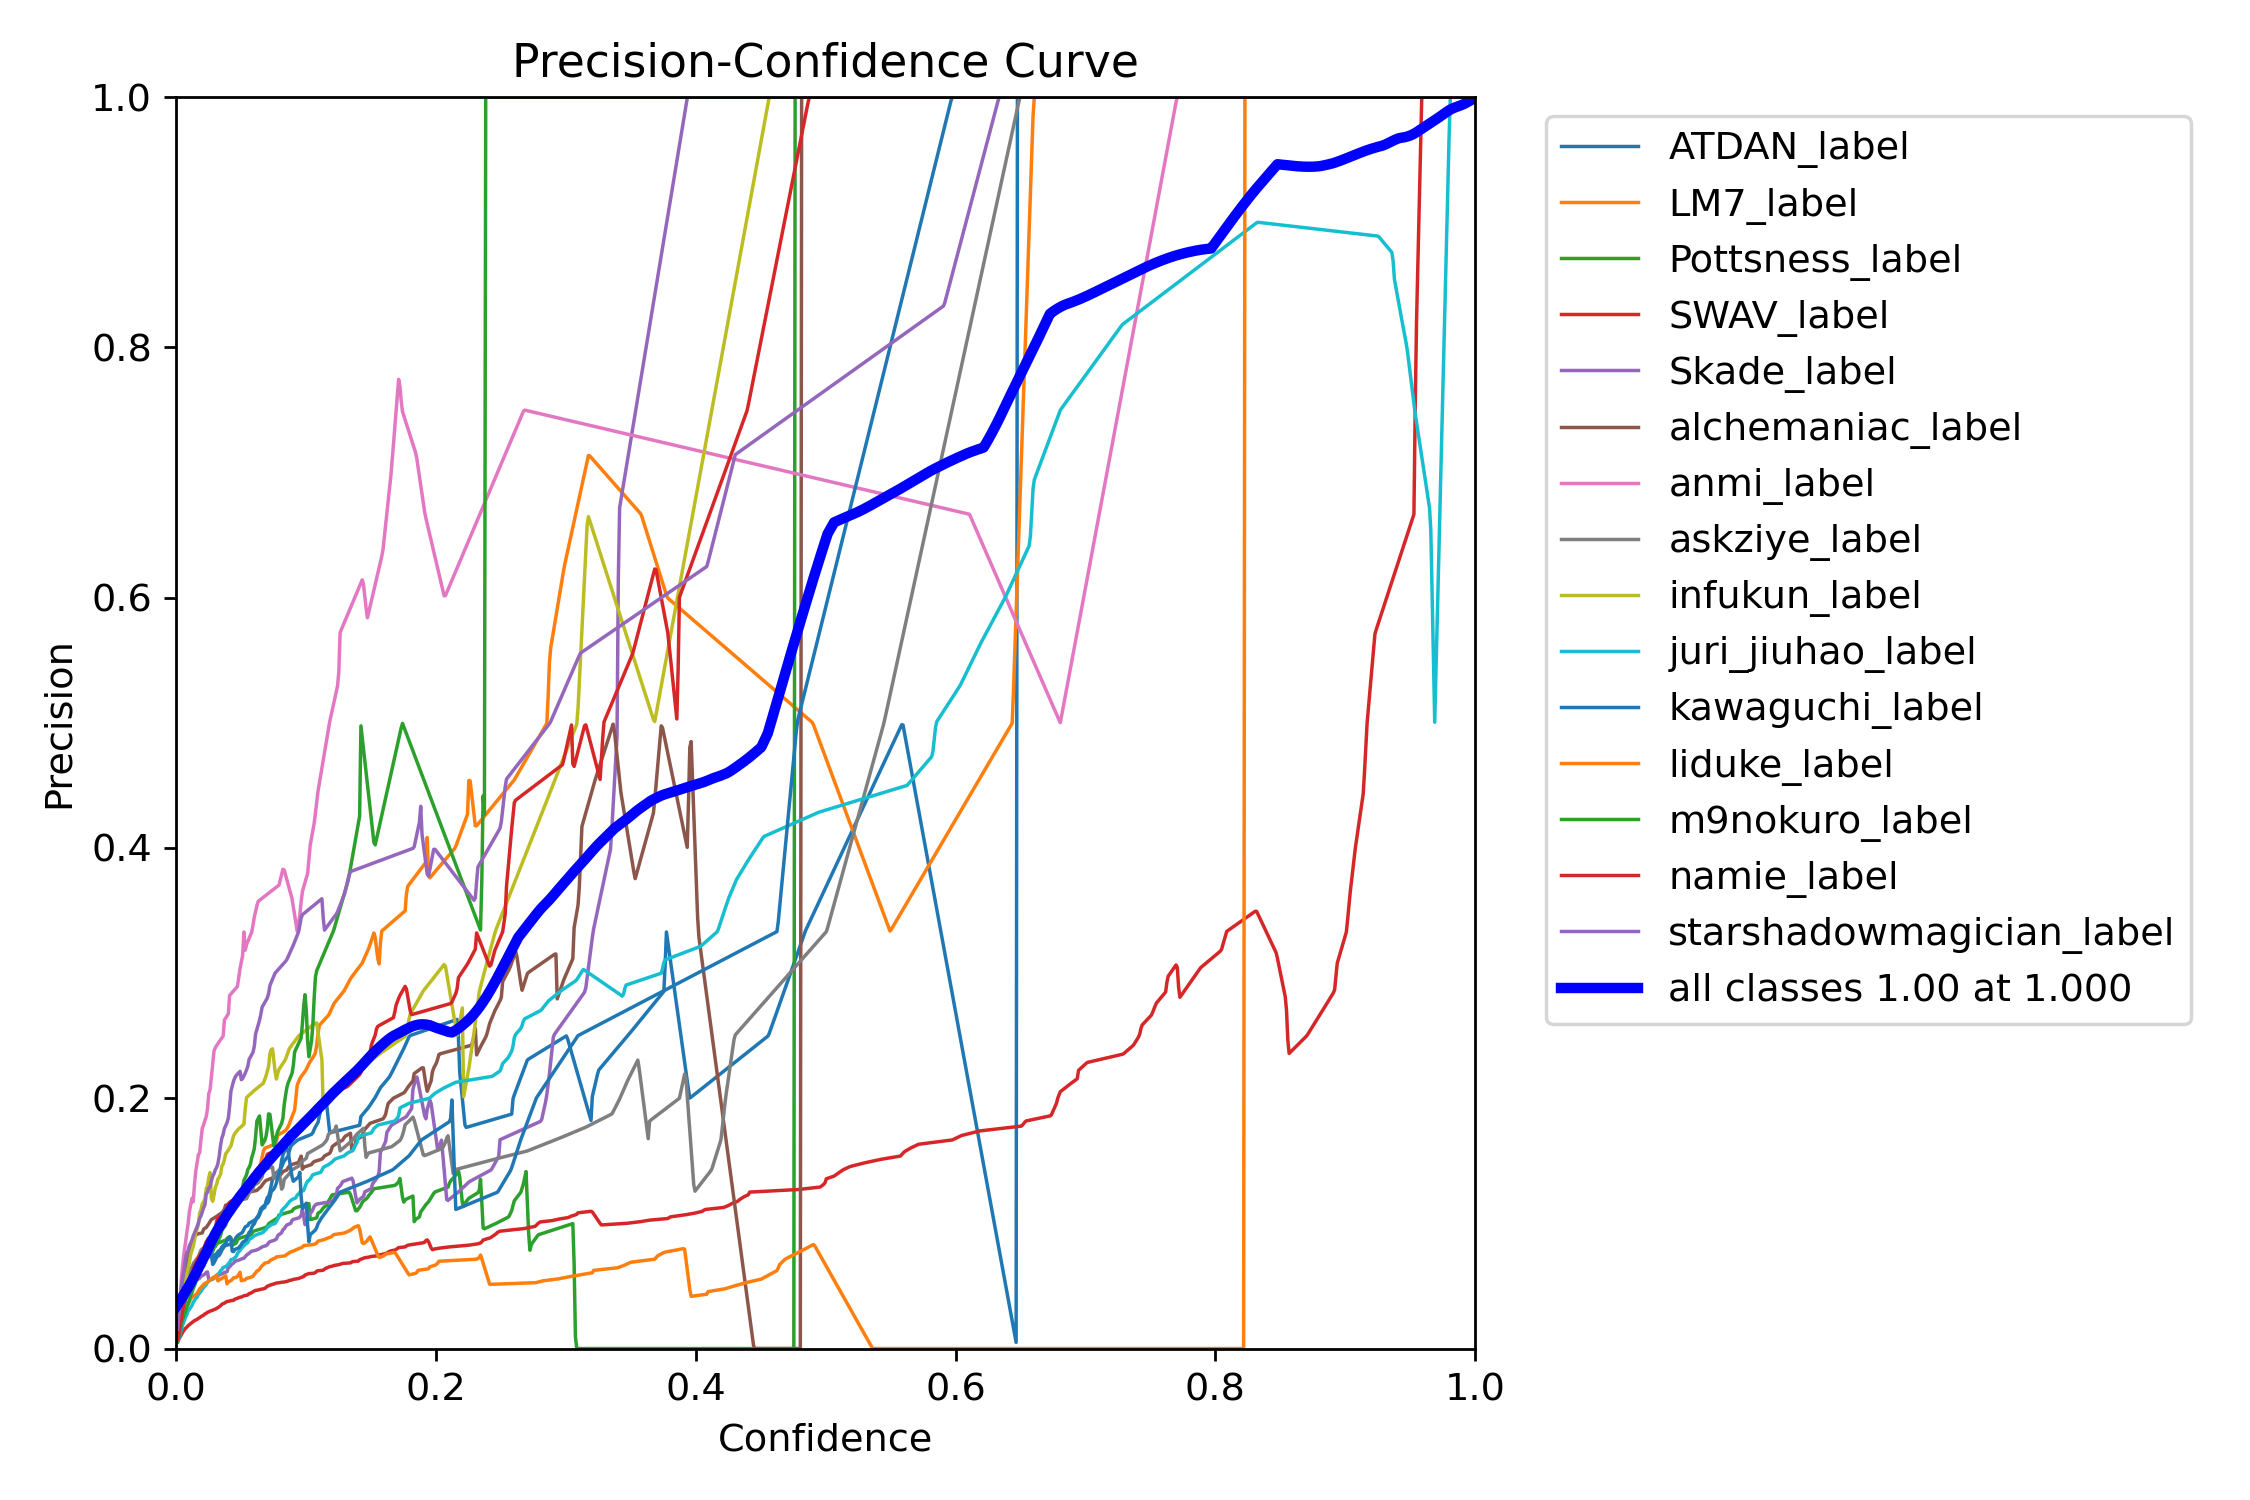 Precision-Confidence Curve
1.0
0.8
0.6
0.4
0.2
0.0
Precision
0.0 0.2 0.4 0.6 0.8 1.0
Confidence
ATDAN_label
LM7_label
Pottsness_label
SWAV_label
Skade_label
alchemaniac_label
anmi_label
askziye_label
infukun_label
juri_jiuhao_label
kawaguchi_label
liduke_label
m9nokuro_label
namie_label
starshadowmagician_label
all classes 1.00 at 1.000